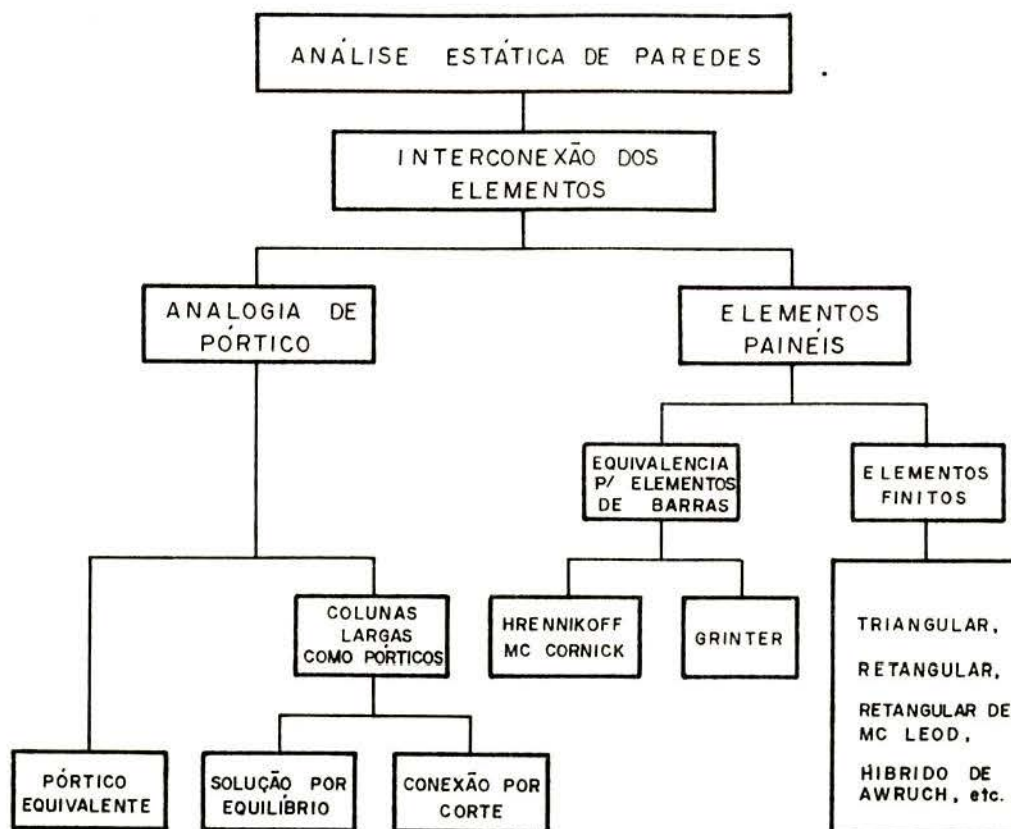 ANÁLISE ESTÁTICA DE PAREDES
INTERCONEXÃO DOS
ELEMENTOS
ANALOGIA DE
PÓRTICO
ELEMENTOS
PAINÉIS
EQUIVALENCIA
P/ ELEMENTOS
DE BARRAS
ELEMENTOS
FINITOS
COLUNAS
LARGAS
COMO PÓRTICOS
HRENNIKOFF
MC CORNICK
GRINTER
TRIANGULAR,
RETANGULAR,
RETANGULAR DE
MC LEOD,
HÍBRIDO DE
AWRUCH, etc.
PÓRTICO
EQUIVALENTE
SOLUÇÃO POR
EQUILÍBRIO
CONEXÃO POR
CORTE